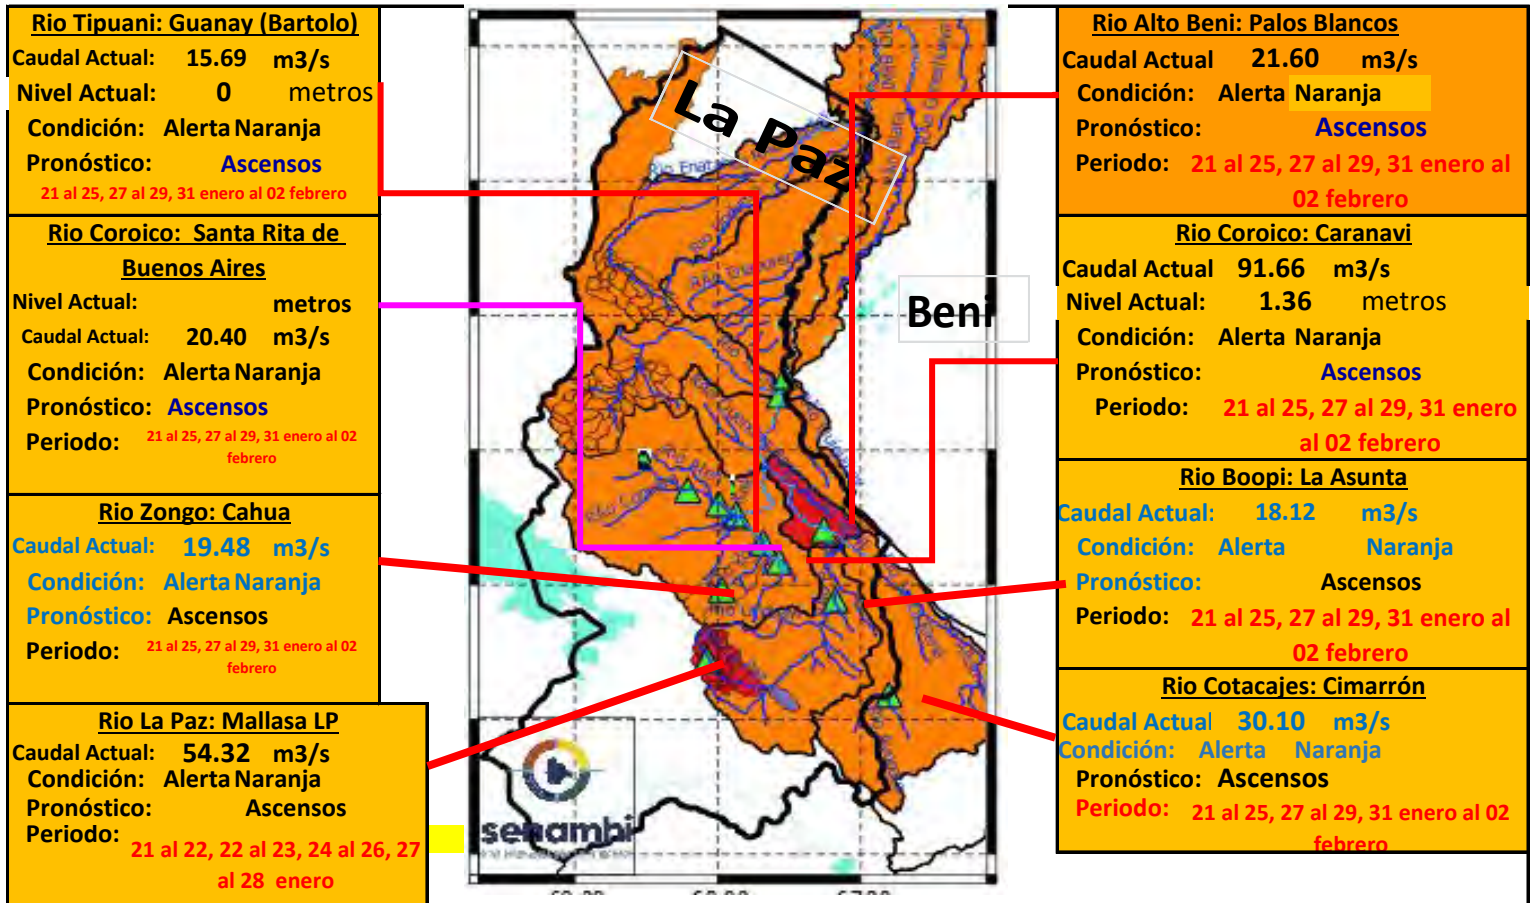 Rio Tipuani: Guanay (Bartolo)
Caudal Actual: 15.69 m3/s
Nivel Actual: 0 metros
Condición: Alerta Naranja
Pronóstico: Ascensos
21 al 25, 27 al 29, 31 enero al 02 febrero
Rio Coroico: Santa Rita de
Buenos Aires
Nivel Actual: metros
Caudal Actual: 20.40 m3/s
Condición: Alerta Naranja
Pronóstico: Ascensos
Periodo: 21 al 25, 27 al 29, 31 enero al 02
febrero
Rio Zongo: Cahua
Caudal Actual: 19.48 m3/s
Condición: Alerta Naranja
Pronóstico: Ascensos
Periodo: 21 al 25, 27 al 29, 31 enero al 02
febrero
Rio La Paz: Mallasa LP
Caudal Actual: 54.32 m3/s
Condición: Alerta Naranja
Pronóstico: Ascensos
Periodo:
21 al 22, 22 al 23, 24 al 26, 27
al 28 enero
La Paz
Beni
senamhi
Rio Alto Beni: Palos Blancos
Caudal Actual 21.60 m3/s
Condición: Alerta Naranja
Pronóstico: Ascensos
Periodo: 21 al 25, 27 al 29, 31 enero al
02 febrero
Rio Coroico: Caranavi
Caudal Actual 91.66 m3/s
Nivel Actual: 1.36 metros
Condición: Alerta Naranja
Pronóstico: Ascensos
Periodo: 21 al 25, 27 al 29, 31 enero
al 02 febrero
Rio Boopi: La Asunta
Caudal Actual: 18.12 m3/s
Condición: Alerta Naranja
Pronóstico: Ascensos
Periodo: 21 al 25, 27 al 29, 31 enero al
02 febrero
Rio Cotacajes: Cimarrón
Caudal Actual 30.10 m3/s
Condición: Alerta Naranja
Pronóstico: Ascensos
Periodo: 21 al 25, 27 al 29, 31 enero al 02
febrero